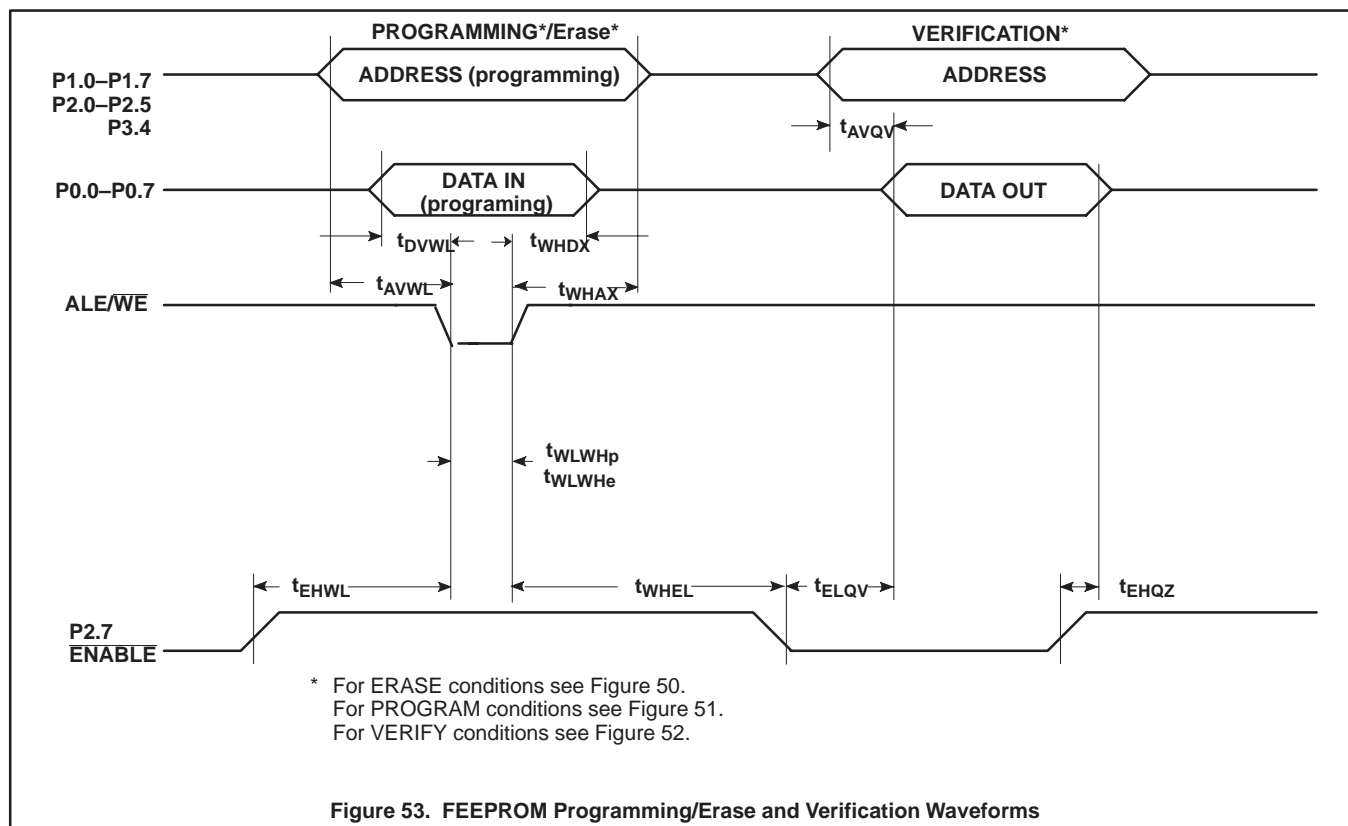 PROGRAMMING*/Erase*
VERIFICATION*
P1.0–P1.7
P2.0–P2.5
P3.4
ADDRESS (programming)
ADDRESS
tAVQV
P0.0–P0.7
DATA IN
(programing)
DATA OUT
tDVWL
tWHDX
tAVWL
tWHAX
ALE/WE
tWLWHp
tWLWHe
tEHWL
tWHEL
tELQV
tEHQZ
P2.7
ENABLE
* For ERASE conditions see Figure 50.
For PROGRAM conditions see Figure 51.
For VERIFY conditions see Figure 52.
Figure 53. FEEPROM Programming/Erase and Verification Waveforms